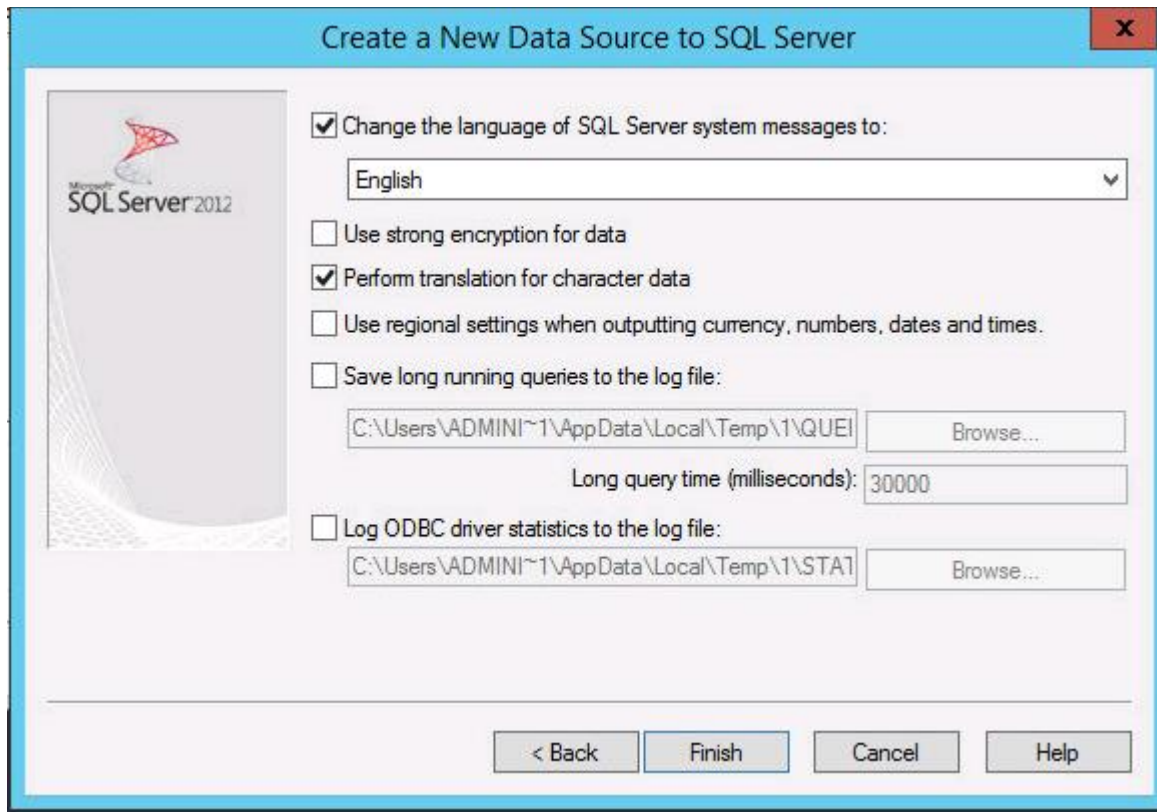 Create a New Data Source to SQL Server
x
Microsoft
SQL Server 2012
Change the language of SQL Server system messages to:
English
Use strong encryption for data
Perform translation for character data
Use regional settings when outputting currency, numbers, dates and times.
Save long running queries to the log file:
C:\Users\ADMINI~1\AppData\Local\Temp\1\QUEI Browse...
Long query time (milliseconds): 30000
Log ODBC driver statistics to the log file:
C:\Users\ADMINI~1\AppData\Local\Temp\1\STAT Browse...
< Back Finish Cancel Help